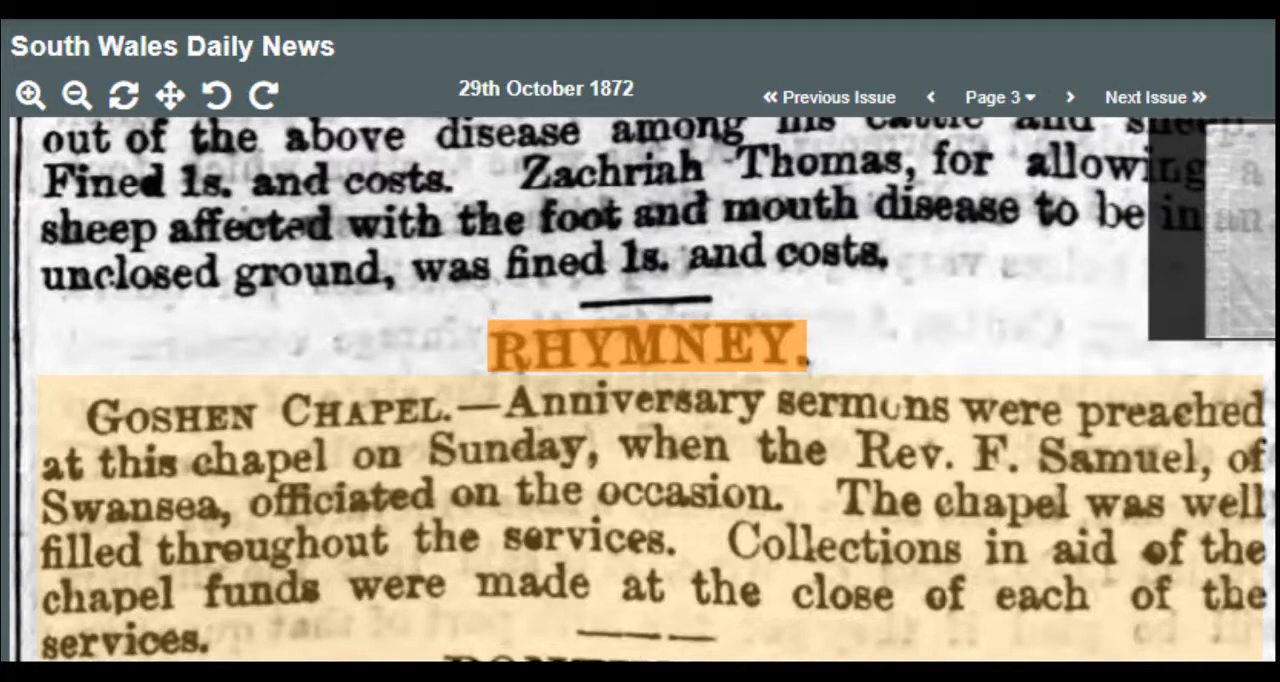 South Wales Daily News
29th October 1872
Previous Issue
Page 3
Next Issue
out of the above disease among his cattle and sheep.
Fined 1s. and costs. Zachriah Thomas, for allowing a
sheep affected with the foot and mouth disease to be in an
unclosed ground, was fined 1s. and costs.
RHYMNEY.
GOSHEN CHAPEL.—Anniversary sermons were preached
at this chapel on Sunday, when the Rev. F. Samuel, of
Swansea, officiated on the occasion. The chapel was well
filled throughout the services. Collections in aid of the
chapel funds were made at the close of each of the
services.